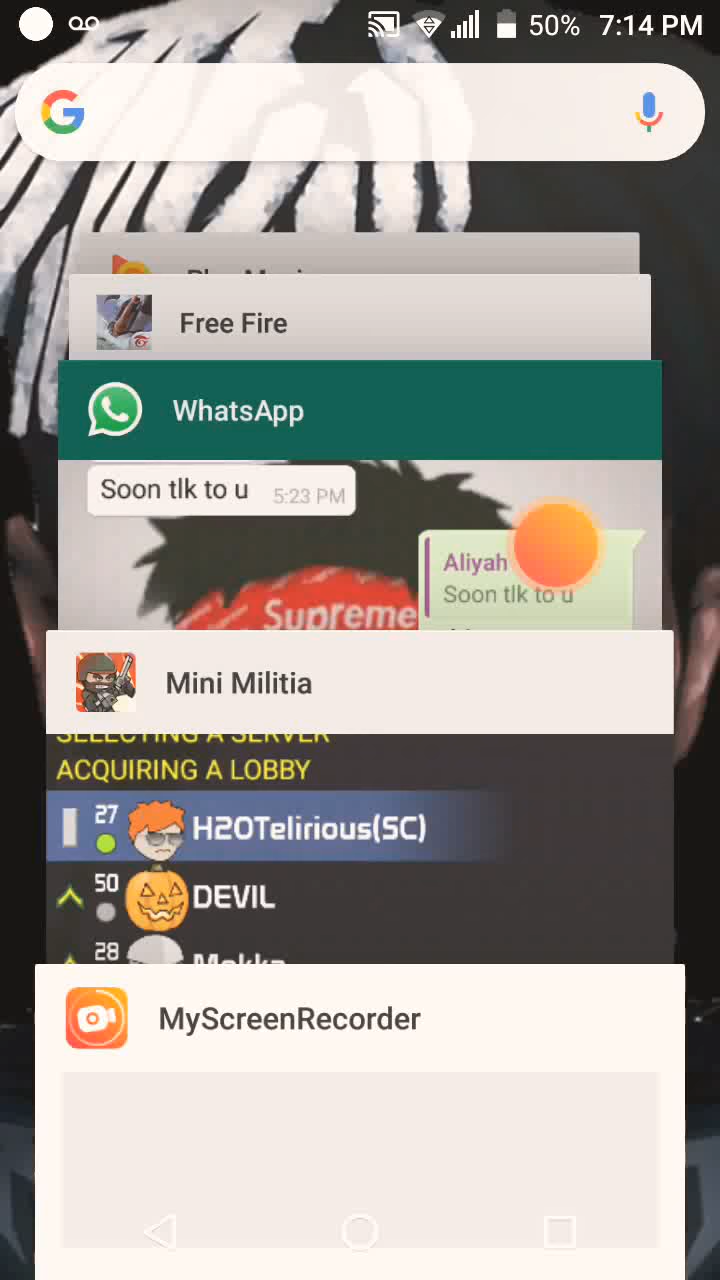 50% 7:14 PM
Free Fire
WhatsApp
Soon tlk to u 5:23 PM
Aliyah
Soon tlk to u
Supreme
Mini Militia
SELECTING A SERVER
ACQUIRING A LOBBY
27
H2OTelirious(SC)
50
DEVIL
28
MyScreenRecorder